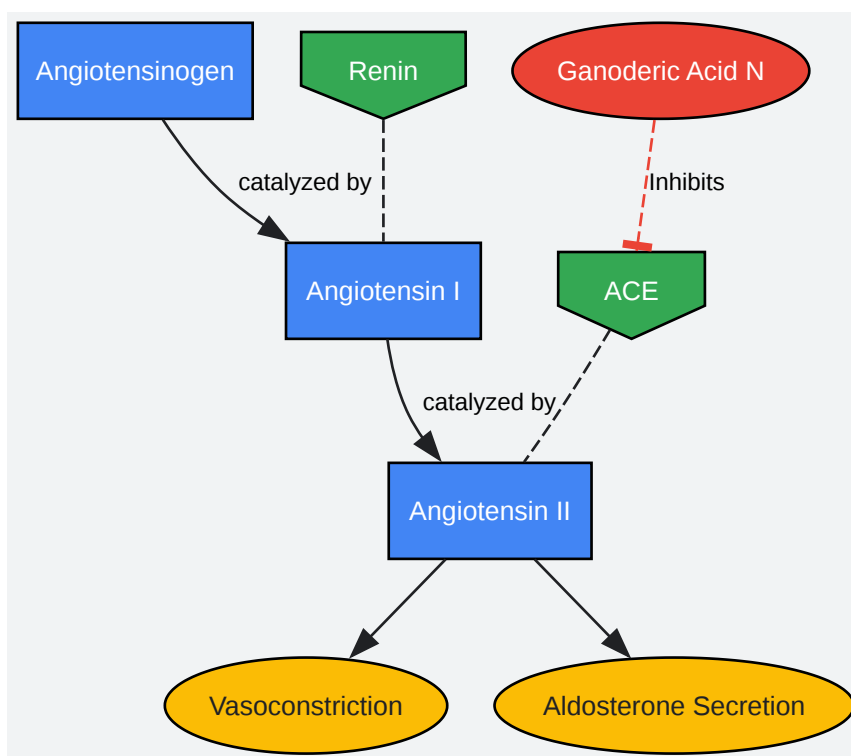 Angiotensinogen
Renin
Ganoderic Acid N
catalyzed by
Inhibits
Angiotensin I
ACE
catalyzed by
Angiotensin II
Vasoconstriction
Aldosterone Secretion